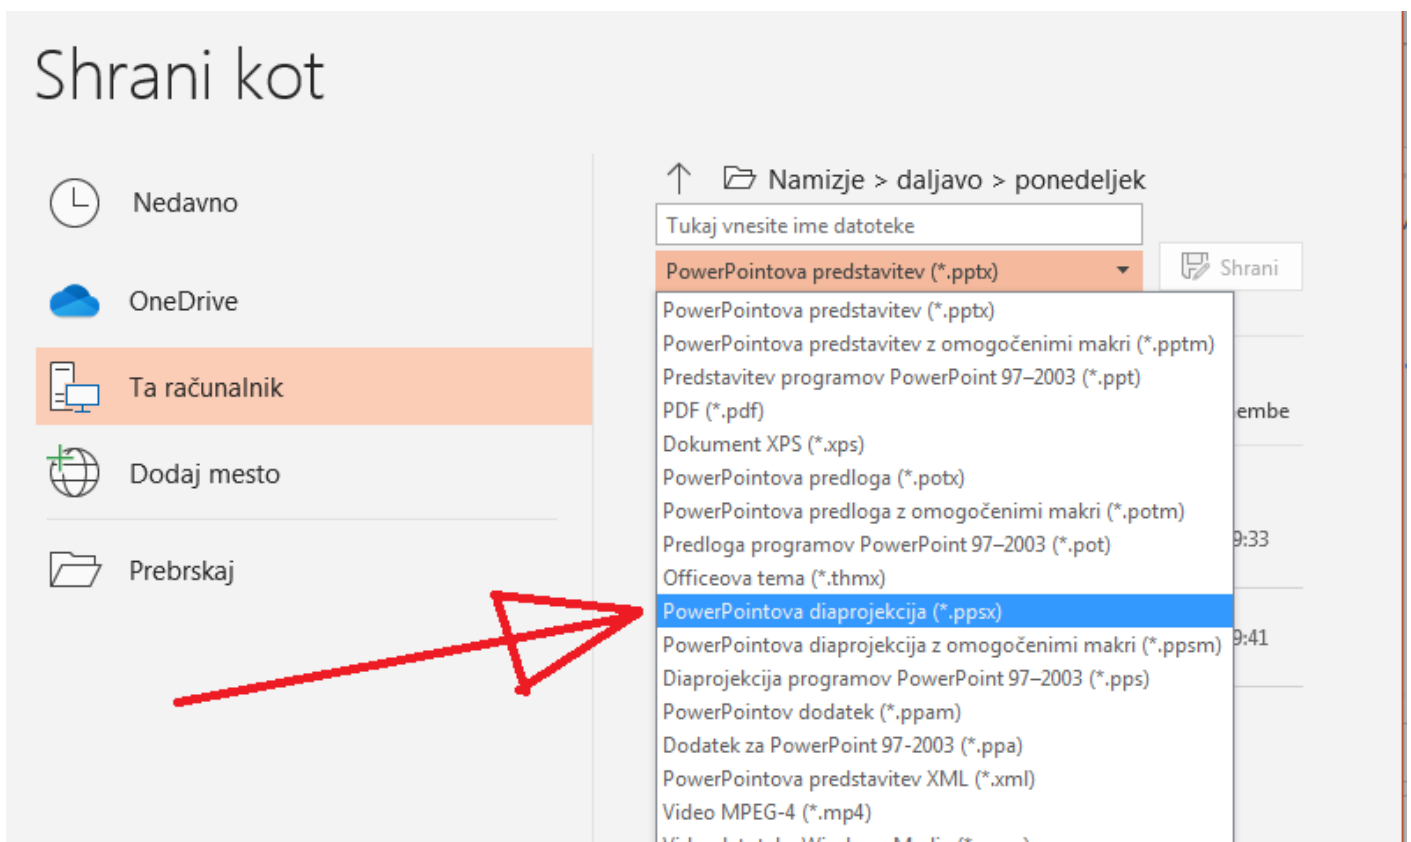 Shrani kot
Nedavno
OneDrive
Ta računalnik
Dodaj mesto
Prebrskaj
Namizje > daljavo > ponedeljek
Tukaj vnesite ime datoteke
PowerPointova predstavitev (*.pptx)
Shrani
PowerPointova predstavitev (*.pptx)
PowerPointova predstavitev z omogočenimi makri (*.pptm)
Predstavitev programov PowerPoint 97–2003 (*.ppt)
PDF (*.pdf)
Dokument XPS (*.xps)
PowerPointova predloga (*.potx)
PowerPointova predloga z omogočenimi makri (*.potm)
Predloga programov PowerPoint 97–2003 (*.pot)
Officeova tema (*.thmx)
PowerPointova diaprojekcija (*.ppsx)
PowerPointova diaprojekcija z omogočenimi makri (*.ppsm)
Diaprojekcija programov PowerPoint 97–2003 (*.pps)
PowerPointov dodatek (*.ppam)
Dodatek za PowerPoint 97-2003 (*.ppa)
PowerPointova predstavitev XML (*.xml)
Video MPEG-4 (*.mp4)
embe
9:33
9:41